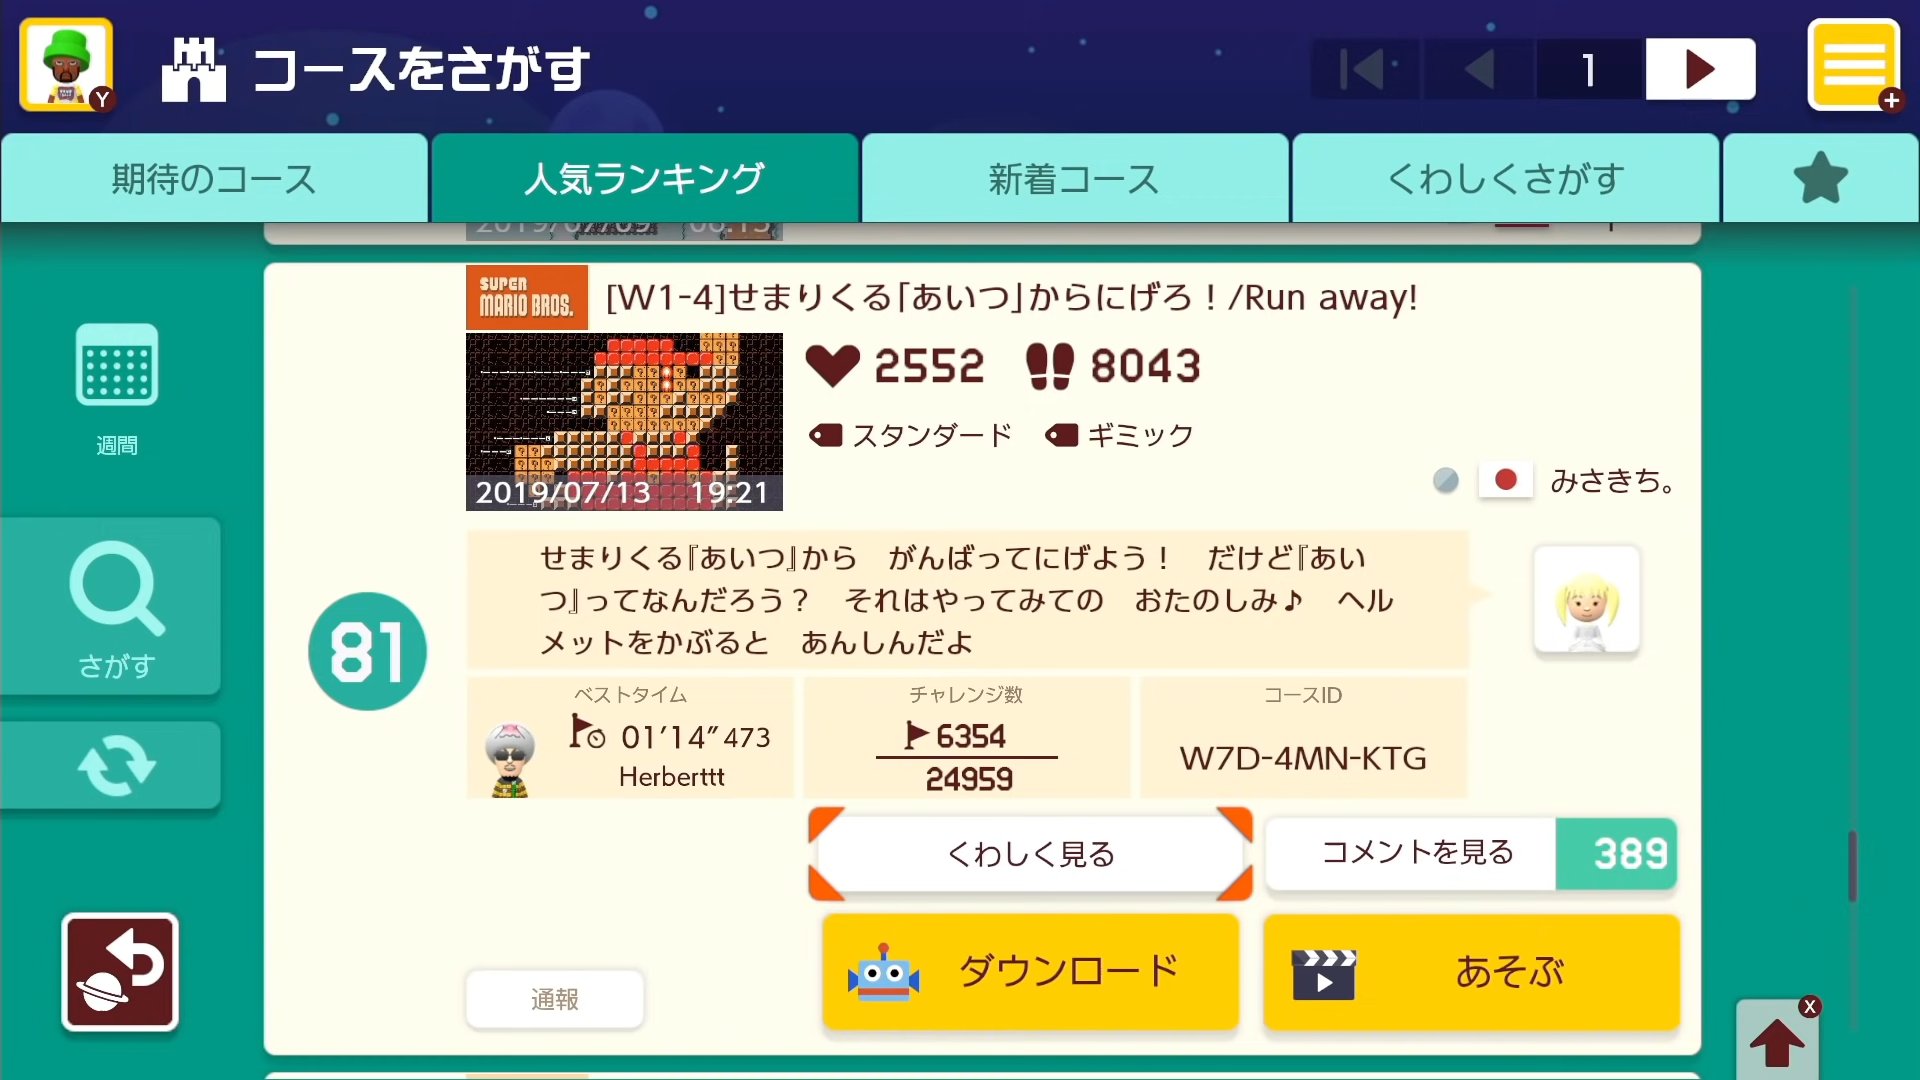 Y
コースをさがす
1
+
期待のコース
人気ランキング
新着コース
くわしくさがす
週間
さがす
SUPER
MARIO BROS.
[W1-4]せまりくる「あいつ」からにげろ！/Run away!
2552
8043
スタンダード
ギミック
2019/07/13 19:21
みさきち。
せまりくる『あいつ』から　がんばってにげよう！　だけど『あい
つ』ってなんだろう？　それはやってみての　おたのしみ♪　ヘル
メットをかぶると　あんしんだよ
81
ベストタイム
01'14"473
Herberttt
チャレンジ数
6354
24959
コースID
W7D-4MN-KTG
くわしく見る
コメントを見る
389
通報
ダウンロード
あそぶ
X